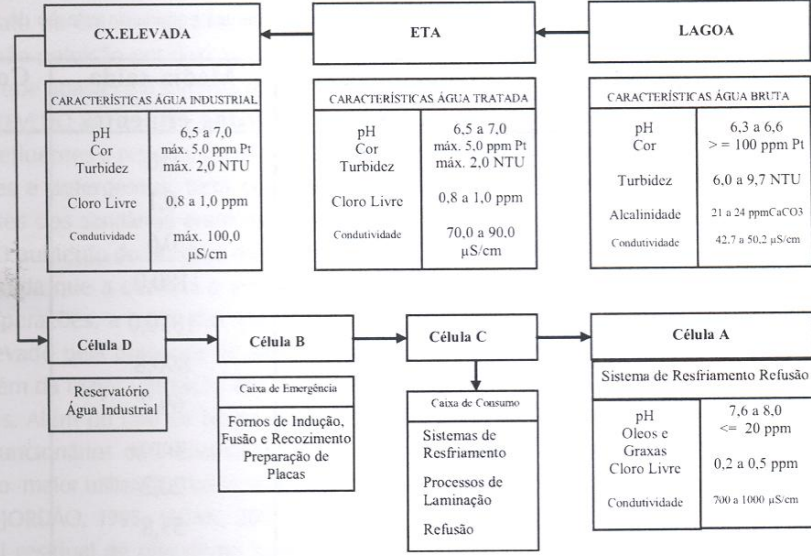 CX.ELEVADA
ETA
LAGOA
CARACTERÍSTICAS ÁGUA INDUSTRIAL
pH 6,5 a 7,0
Cor máx. 5,0 ppm Pt
Turbidez máx. 2,0 NTU
Cloro Livre 0,8 a 1,0 ppm
Condutividade máx. 100,0
µS/cm
CARACTERÍSTICAS ÁGUA TRATADA
pH 6,5 a 7,0
Cor máx. 5,0 ppm Pt
Turbidez máx. 2,0 NTU
Cloro Livre 0,8 a 1,0 ppm
Condutividade 70,0 a 90.0
µS/cm
CARACTERÍSTICAS ÁGUA BRUTA
pH 6,3 a 6,6
Cor > = 100 ppm Pt
Turbidez 6,0 a 9,7 NTU
Alcalinidade 21 a 24 ppmCaCO3
Condutividade 42,7 a 50,2 µS/cm
Célula D
Reservatório
Água Industrial
Célula B
Caixa de Emergência
Fornos de Indução,
Fusão e Recozimento
Preparação de
Placas
Célula C
Caixa de Consumo
Sistemas de
Resfriamento
Processos de
Laminação
Refusão
Célula A
Sistema de Resfriamento Refusão
pH 7,6 a 8,0
Oleos e <= 20 ppm
Graxas
Cloro Livre 0,2 a 0,5 ppm
Condutividade 700 a 1000 µS/cm